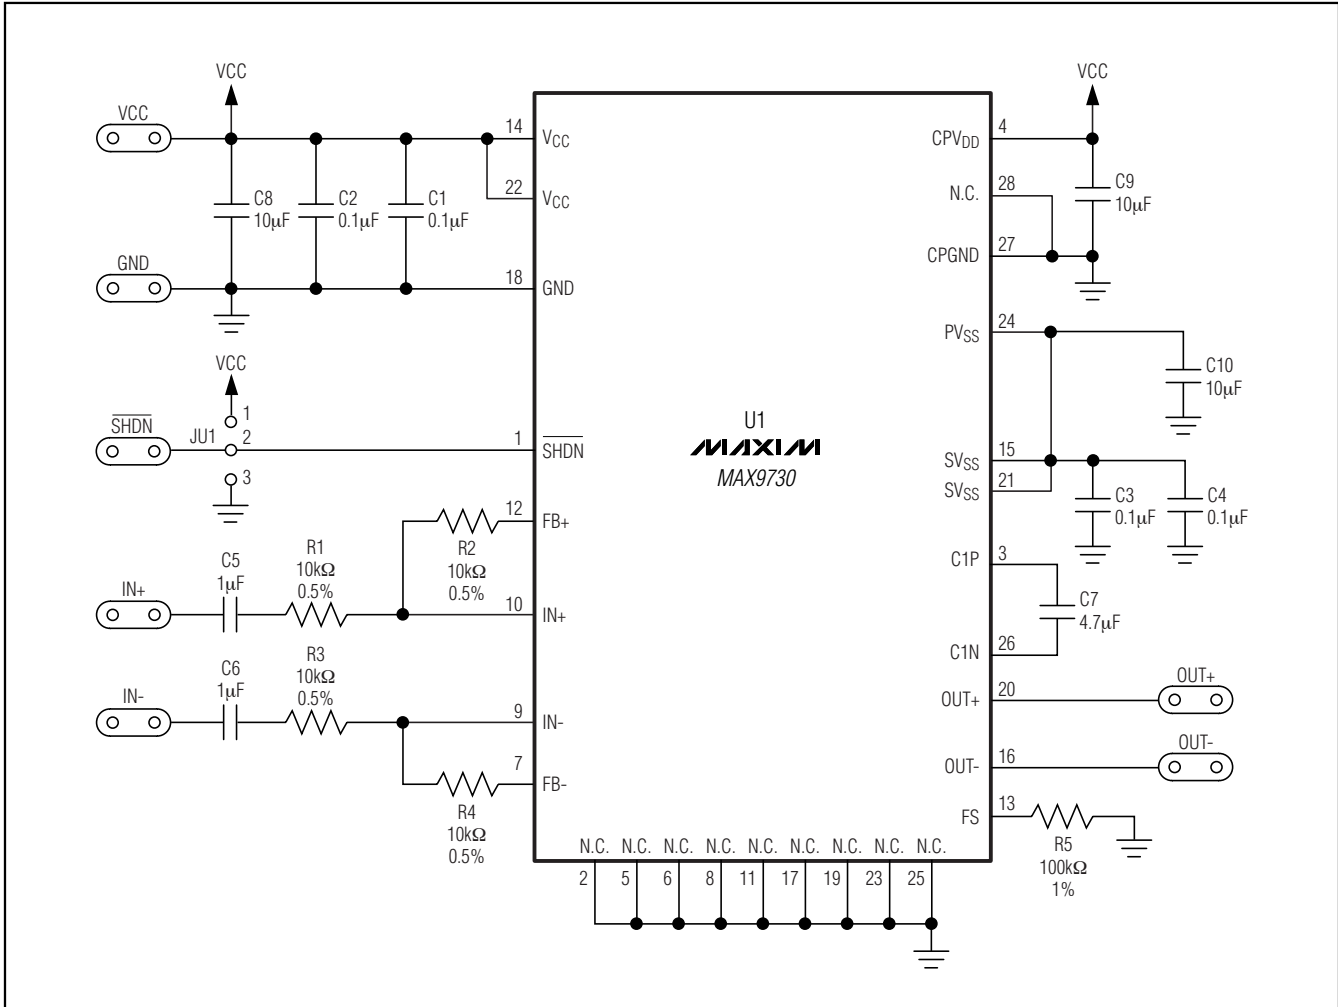 VCC
VCC
GND
C8
10µF
C2
0.1µF
C1
0.1µF
14
VCC
22
VCC
18
GND
VCC
SHDN
JU1
1
2
3
1
SHDN
12
FB+
R2
10kΩ
0.5%
IN+
C5
1µF
R1
10kΩ
0.5%
10
IN+
IN-
C6
1µF
R3
10kΩ
0.5%
9
IN-
7
FB-
R4
10kΩ
0.5%
U1
MAXIM
MAX9730
VCC
CPVDD
4
N.C.
28
C9
10µF
CPGND
27
PVSS
24
C10
10µF
SVSS
15
SVSS
21
C3
0.1µF
C4
0.1µF
C1P
3
C7
4.7µF
C1N
26
OUT+
20
OUT+
OUT-
16
OUT-
FS
13
R5
100kΩ
1%
N.C. N.C. N.C. N.C. N.C. N.C. N.C. N.C. N.C.
2 5 6 8 11 17 19 23 25